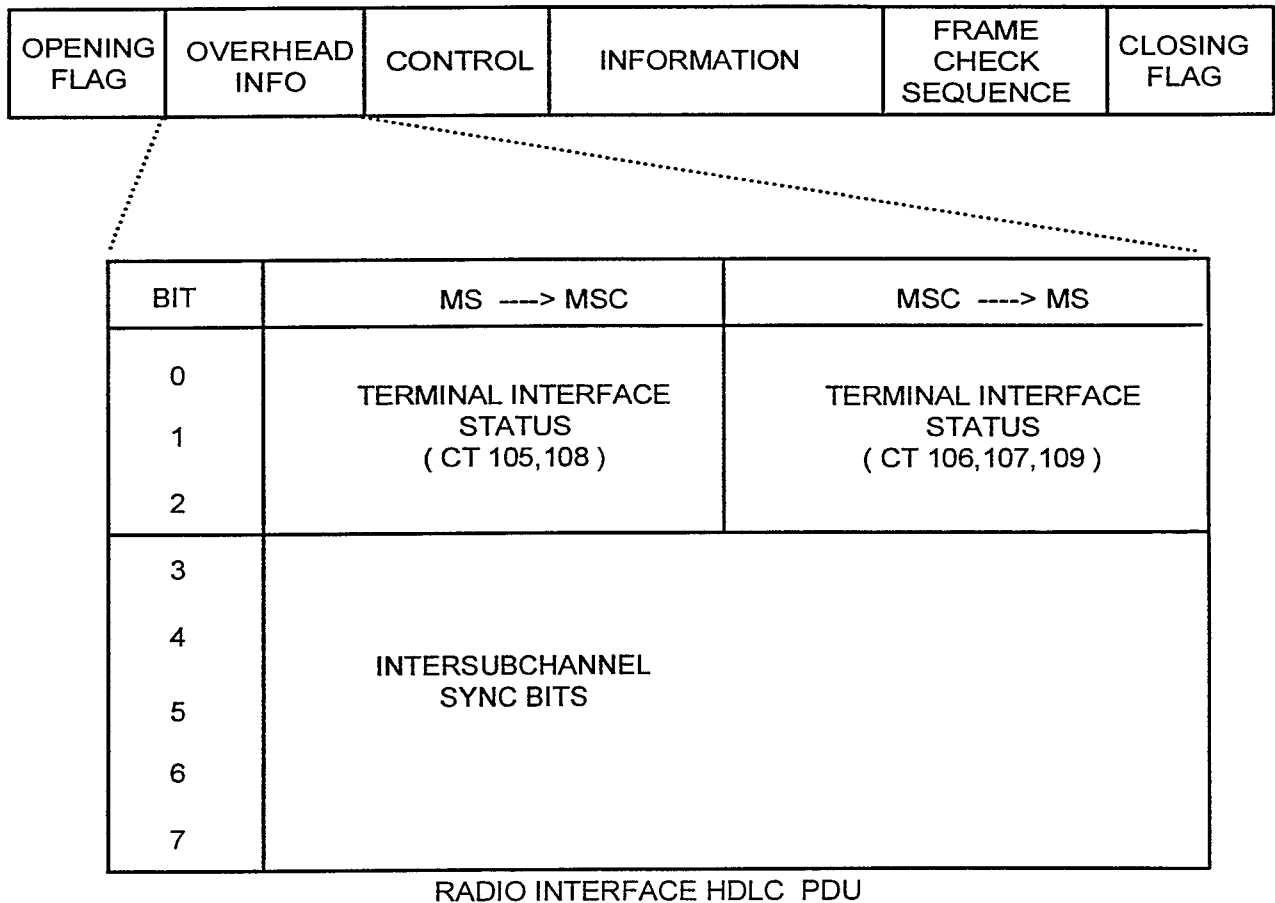 OPENING FLAG
OVERHEAD INFO
CONTROL
INFORMATION
FRAME CHECK SEQUENCE
CLOSING FLAG
BIT
MS ----> MSC
MSC ----> MS
0
1
2
TERMINAL INTERFACE
STATUS
( CT 105,108 )
TERMINAL INTERFACE
STATUS
( CT 106,107,109 )
3
4
5
6
7
INTERSUBCHANNEL
SYNC BITS
RADIO INTERFACE HDLC PDU